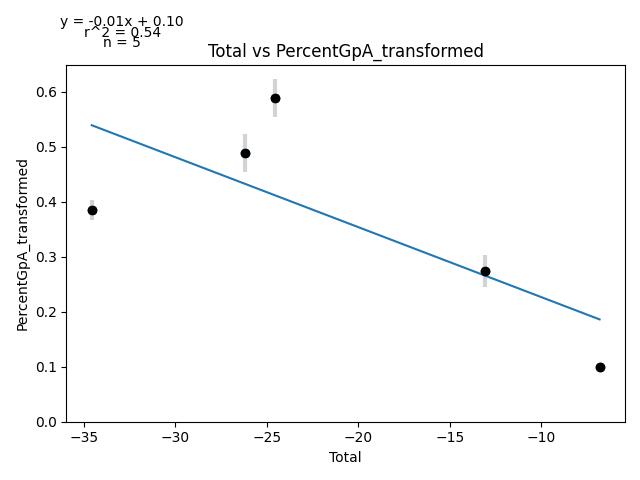 y = -0.01x + 0.10
r^2 = 0.54
n = 5
Total vs PercentGpA_transformed
PercentGpA_transformed
0.6
0.5
0.4
0.3
0.2
0.1
0.0
−35 −30 −25 −20 −15 −10
Total